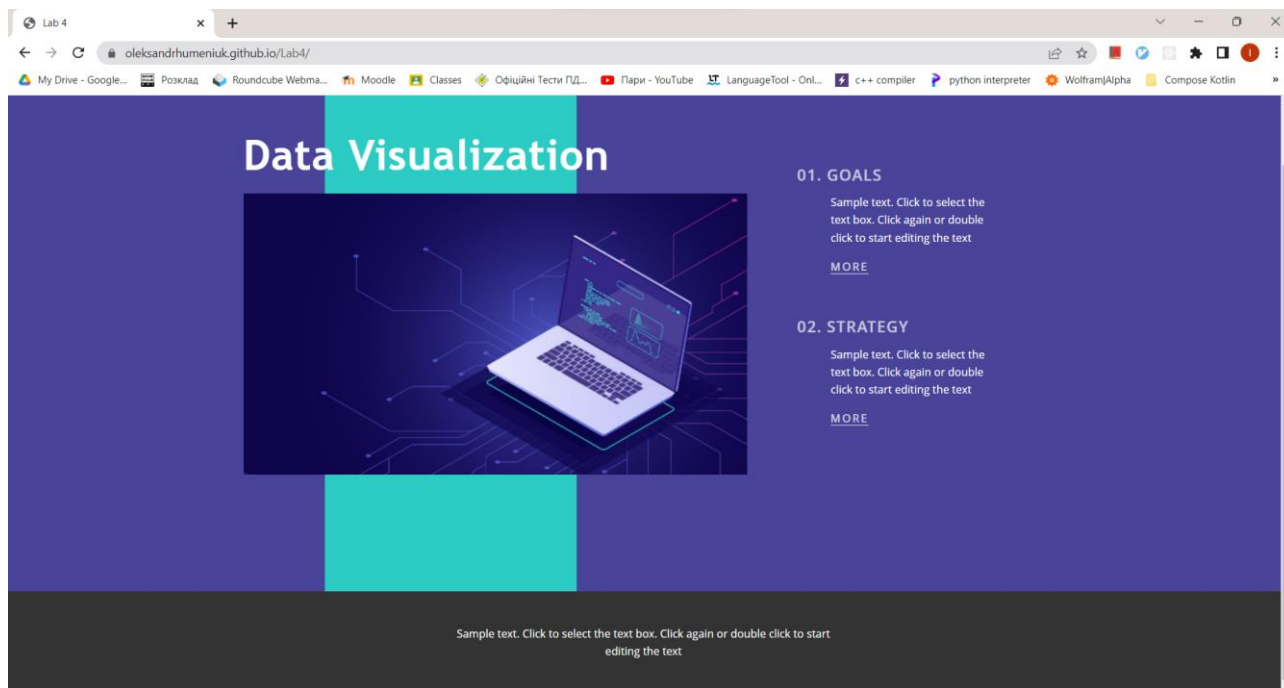 Lab 4
oleksandrhumeniuk.github.io/Lab4/
My Drive - Google... Розклад Roundcube Webma... Moodle Classes Офіційні Тести ПД... Пари - YouTube LanguageTool - Onl... c++ compiler python interpreter Wolfram|Alpha Compose Kotlin »
Data Visualization
01. GOALS
Sample text. Click to select the
text box. Click again or double
click to start editing the text
MORE
02. STRATEGY
Sample text. Click to select the
text box. Click again or double
click to start editing the text
MORE
Sample text. Click to select the text box. Click again or double click to start
editing the text